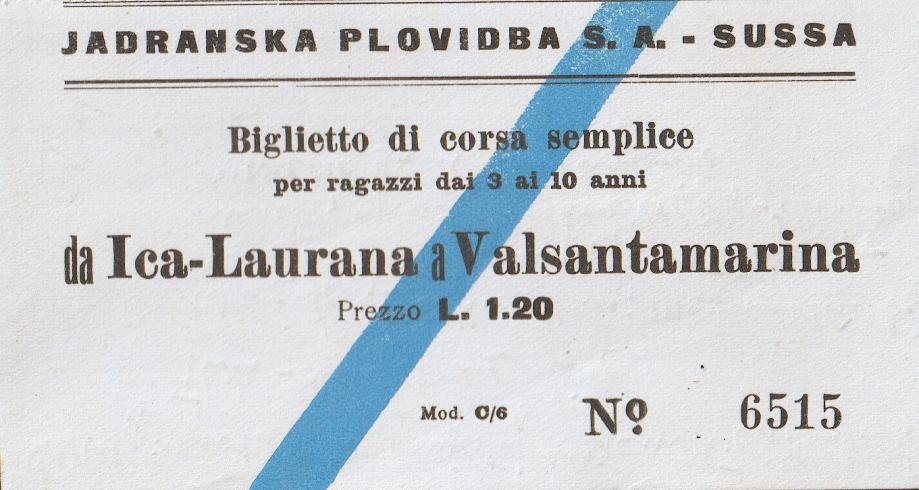 JADRANSKA PLOVIDBA S. A. - SUSSA
Biglietto di corsa semplice
per ragazzi dai 3 ai 10 anni
da Ica-Laurana a Valsantamarina
Prezzo L. 1.20
Mod. C/6 Nº 6515